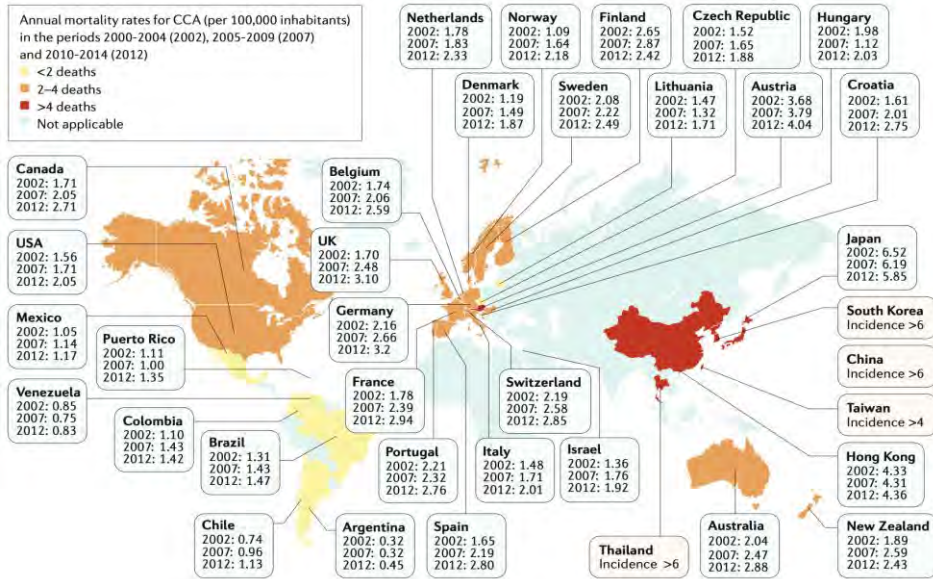 Annual mortality rates for CCA (per 100,000 inhabitants)
in the periods 2000-2004 (2002), 2005-2009 (2007)
and 2010-2014 (2012)
<2 deaths
2–4 deaths
>4 deaths
Not applicable
Netherlands
2002: 1.78
2007: 1.83
2012: 2.33
Norway
2002: 1.09
2007: 1.64
2012: 2.18
Finland
2002: 2.65
2007: 2.87
2012: 2.42
Czech Republic
2002: 1.52
2007: 1.65
2012: 1.88
Hungary
2002: 1.98
2007: 1.12
2012: 2.03
Denmark
2002: 1.19
2007: 1.49
2012: 1.87
Sweden
2002: 2.08
2007: 2.22
2012: 2.49
Lithuania
2002: 1.47
2007: 1.32
2012: 1.71
Austria
2002: 3.68
2007: 3.79
2012: 4.04
Croatia
2002: 1.61
2007: 2.01
2012: 2.75
Canada
2002: 1.71
2007: 2.05
2012: 2.71
Belgium
2002: 1.74
2007: 2.06
2012: 2.59
USA
2002: 1.56
2007: 1.71
2012: 2.05
UK
2002: 1.70
2007: 2.48
2012: 3.10
Japan
2002: 6.52
2007: 6.19
2012: 5.85
Mexico
2002: 1.05
2007: 1.14
2012: 1.17
Puerto Rico
2002: 1.11
2007: 1.00
2012: 1.35
Germany
2002: 2.16
2007: 2.66
2012: 3.2
South Korea
Incidence >6
China
Incidence >6
Venezuela
2002: 0.85
2007: 0.75
2012: 0.83
France
2002: 1.78
2007: 2.39
2012: 2.94
Switzerland
2002: 2.19
2007: 2.58
2012: 2.85
Taiwan
Incidence >4
Colombia
2002: 1.10
2007: 1.43
2012: 1.42
Brazil
2002: 1.31
2007: 1.43
2012: 1.47
Portugal
2002: 2.21
2007: 2.32
2012: 2.76
Italy
2002: 1.48
2007: 1.71
2012: 2.01
Israel
2002: 1.36
2007: 1.76
2012: 1.92
Hong Kong
2002: 4.33
2007: 4.31
2012: 4.36
Chile
2002: 0.74
2007: 0.96
2012: 1.13
Argentina
2002: 0.32
2007: 0.32
2012: 0.45
Spain
2002: 1.65
2007: 2.19
2012: 2.80
Thailand
Incidence >6
Australia
2002: 2.04
2007: 2.47
2012: 2.88
New Zealand
2002: 1.89
2007: 2.59
2012: 2.43